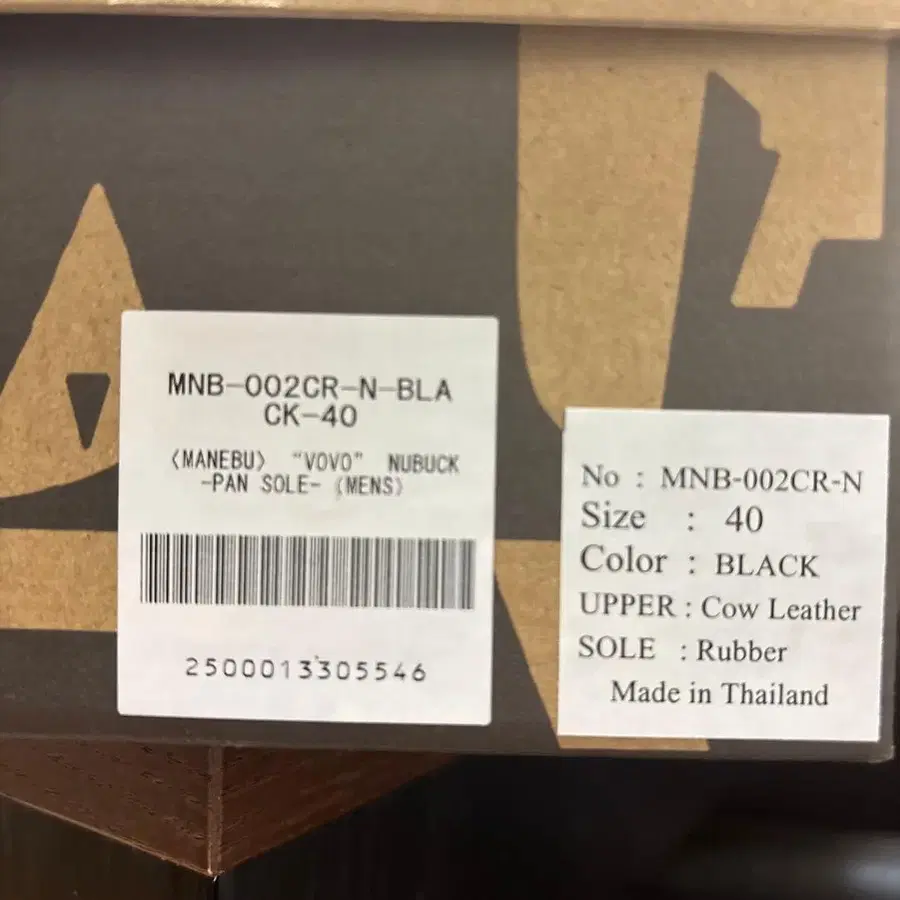 MNB-002CR-N-BLA
CK-40
〈MANEBU〉 "VOVO" NUBUCK
-PAN SOLE- (MENS)
2500013305546
No : MNB-002CR-N
Size : 40
Color : BLACK
UPPER : Cow Leather
SOLE : Rubber
Made in Thailand